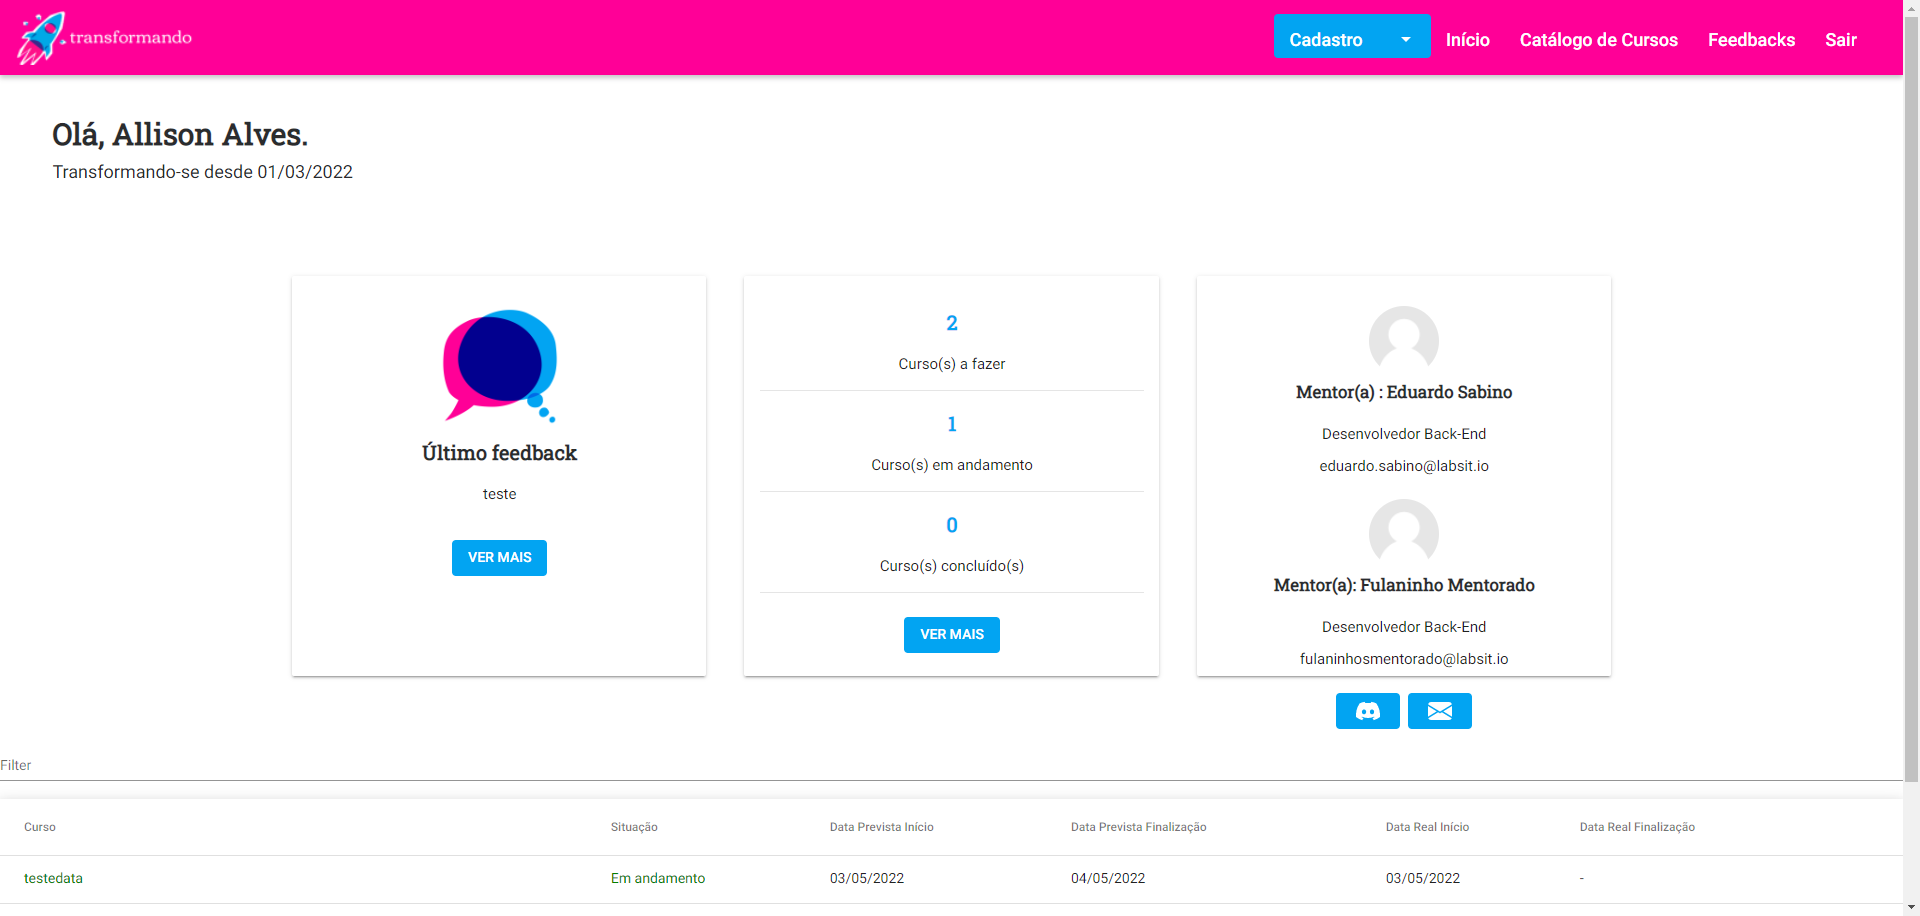 transformando
Cadastro
Início
Catálogo de Cursos
Feedbacks
Sair
Olá, Allison Alves.
Transformando-se desde 01/03/2022
Último feedback
teste
VER MAIS
2
Curso(s) a fazer
1
Curso(s) em andamento
0
Curso(s) concluído(s)
VER MAIS
Mentor(a) : Eduardo Sabino
Desenvolvedor Back-End
eduardo.sabino@labsit.io
Mentor(a): Fulaninho Mentorado
Desenvolvedor Back-End
fulaninhosmentorado@labsit.io
Filter
Curso Situação Data Prevista Início Data Prevista Finalização Data Real Início Data Real Finalização
testedata Em andamento 03/05/2022 04/05/2022 03/05/2022 -